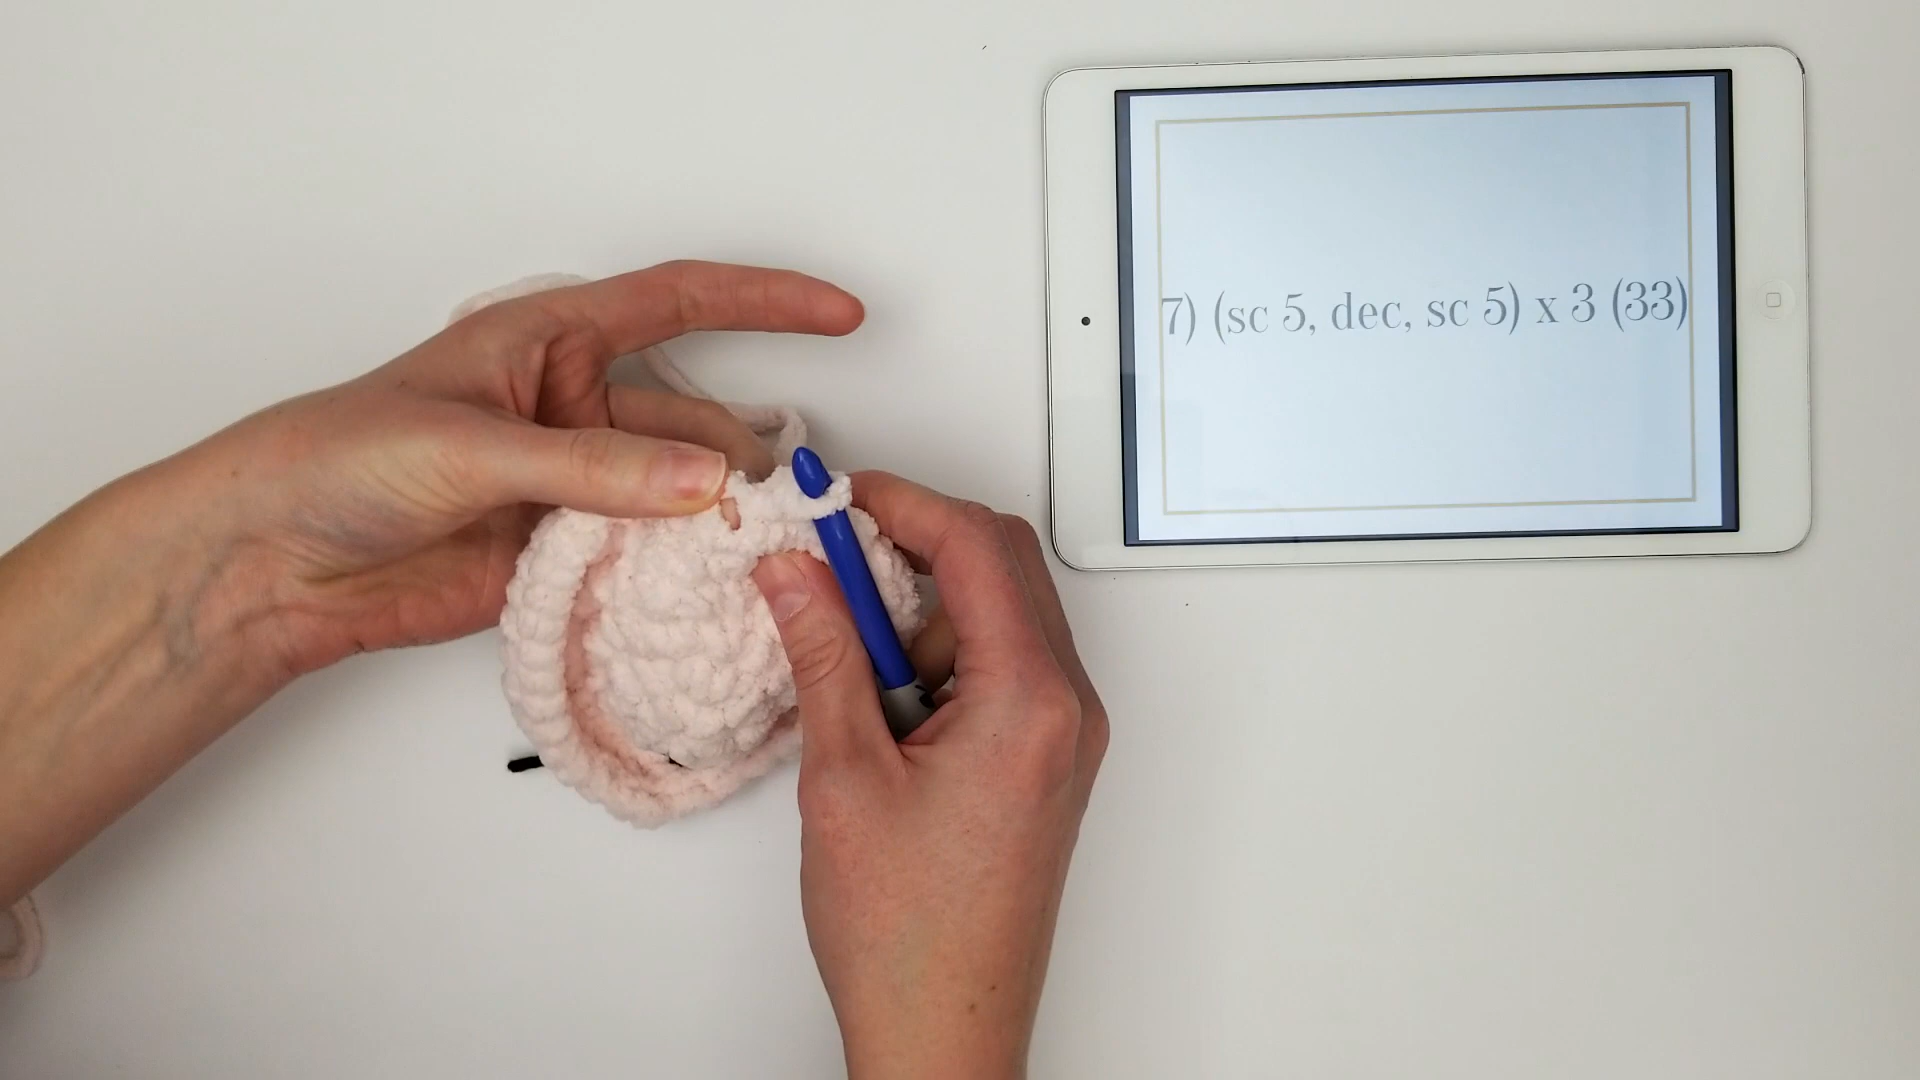 7) (sc 5, dec, sc 5) x 3 (33)